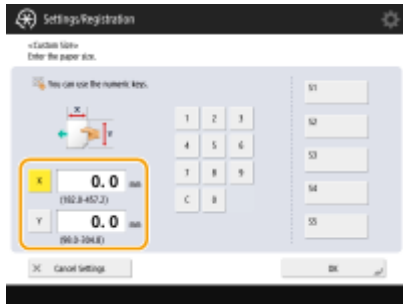 Settings/Registration
<Custom Size>
Enter the paper size.
You can use the numeric keys.
X
Y
X 0.0 mm
(182.0-457.2)
Y 0.0 mm
(98.0-304.8)
1 2 3
4 5 6
7 8 9
C 0
S1
S2
S3
S4
S5
Cancel Settings
OK